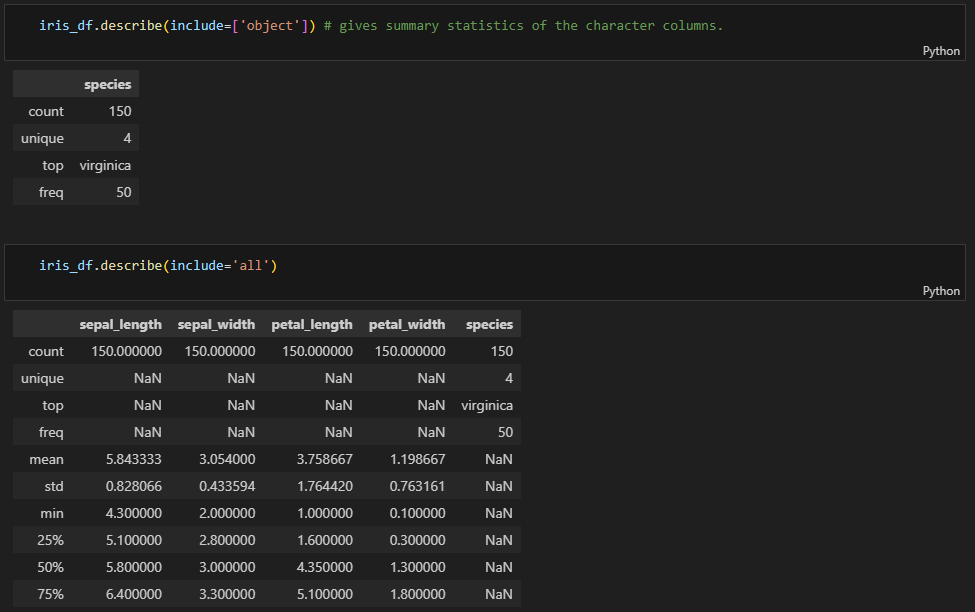 iris_df.describe(include=['object']) # gives summary statistics of the character columns.
Python
species
count 150
unique 4
top virginica
freq 50
iris_df.describe(include='all')
Python
sepal_length sepal_width petal_length petal_width species
count 150.000000 150.000000 150.000000 150.000000 150
unique NaN NaN NaN NaN 4
top NaN NaN NaN NaN virginica
freq NaN NaN NaN NaN 50
mean 5.843333 3.054000 3.758667 1.198667 NaN
std 0.828066 0.433594 1.764420 0.763161 NaN
min 4.300000 2.000000 1.000000 0.100000 NaN
25% 5.100000 2.800000 1.600000 0.300000 NaN
50% 5.800000 3.000000 4.350000 1.300000 NaN
75% 6.400000 3.300000 5.100000 1.800000 NaN